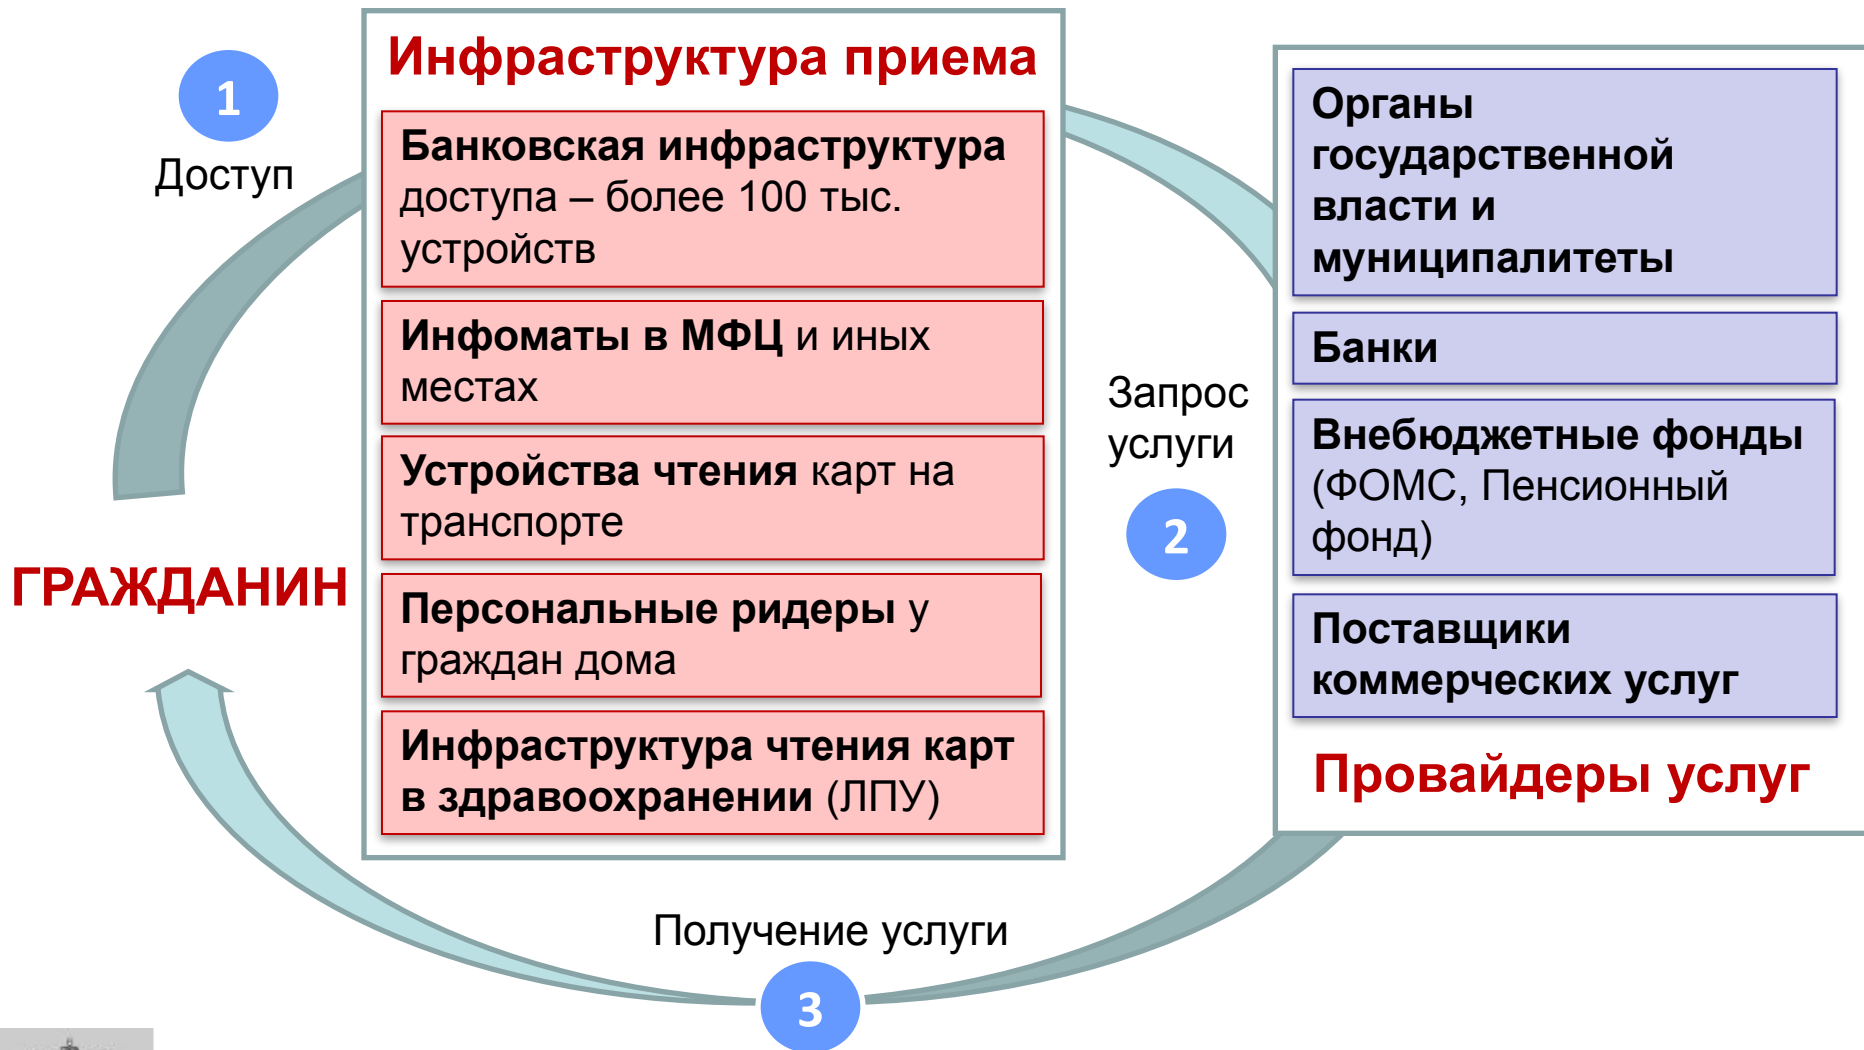 1
Доступ
Инфраструктура приема
Банковская инфраструктура
доступа – более 100 тыс.
устройств
Инфоматы в МФЦ и иных
местах
Устройства чтения карт на
транспорте
Персональные ридеры у
граждан дома
Инфраструктура чтения карт
в здравоохранении (ЛПУ)
ГРАЖДАНИН
Запрос
услуги
2
Органы
государственной
власти и
муниципалитеты
Банки
Внебюджетные фонды
(ФОМС, Пенсионный
фонд)
Поставщики
коммерческих услуг
Провайдеры услуг
Получение услуги
3